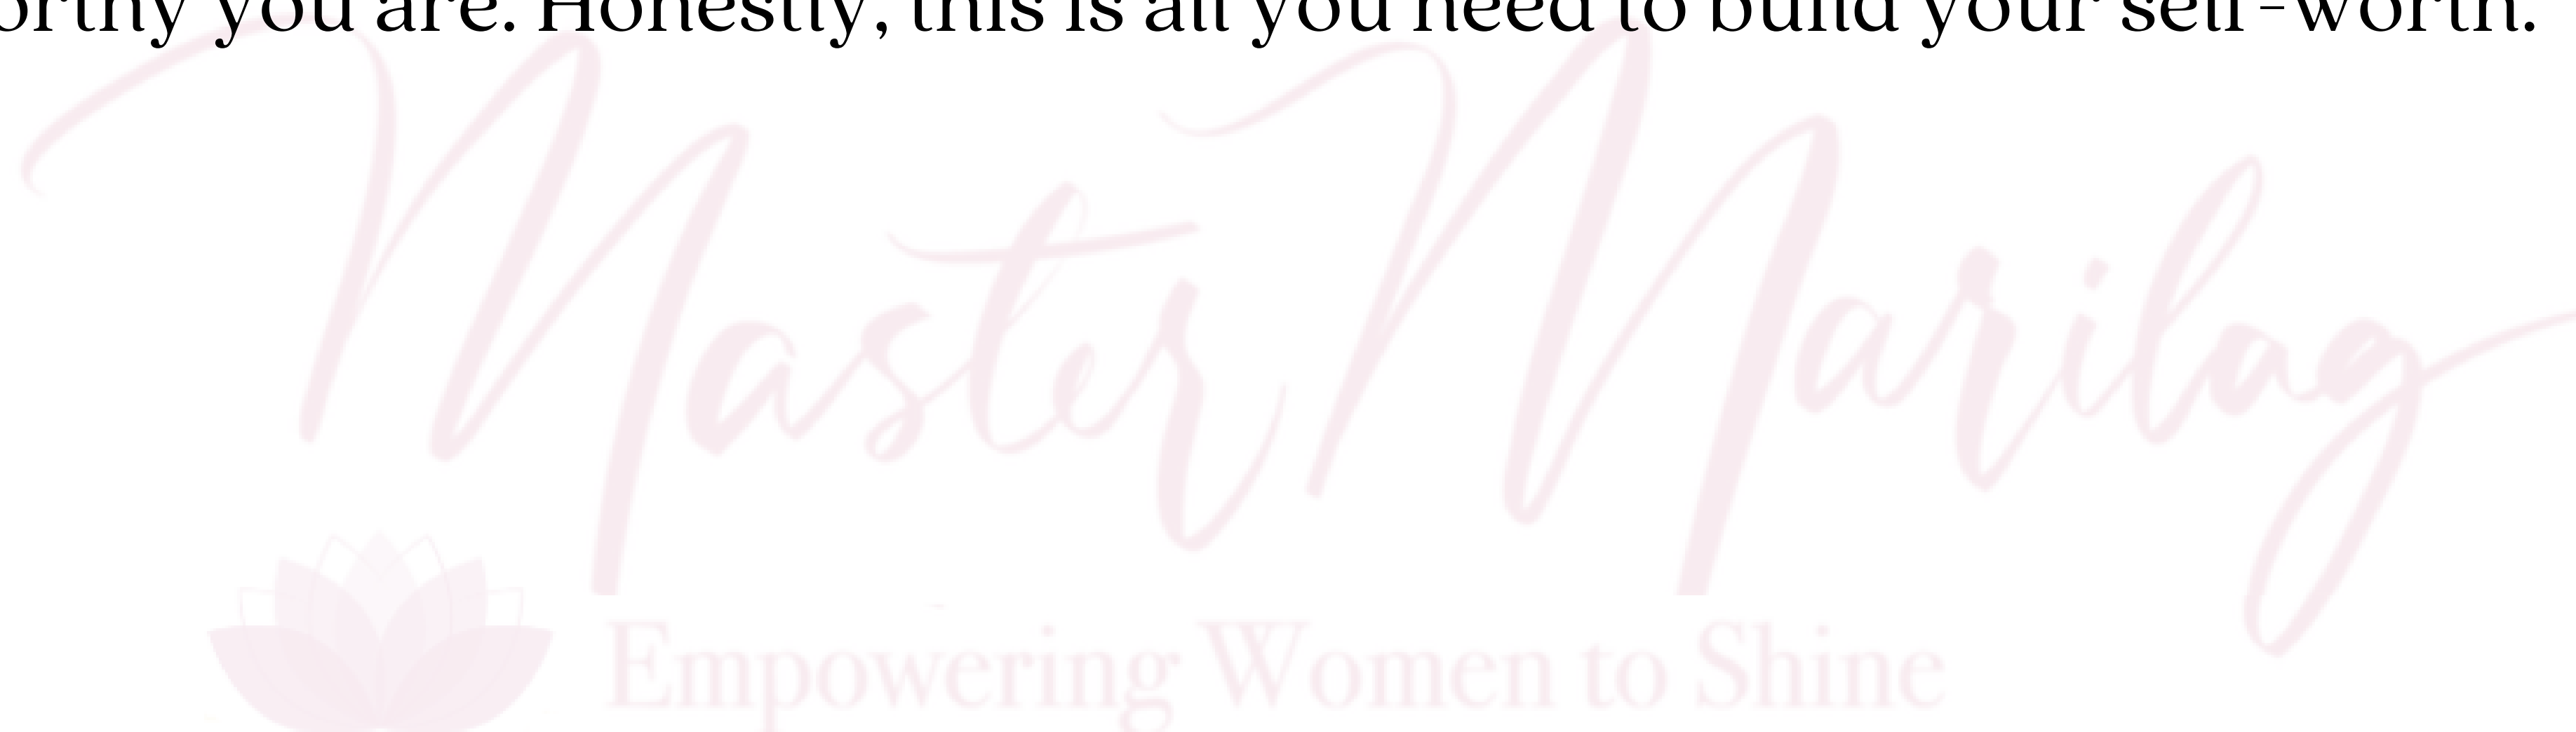 orthy you are. Honestly, this is all you need to build your self-worth.
Master Marilag
Empowering Women to Shine